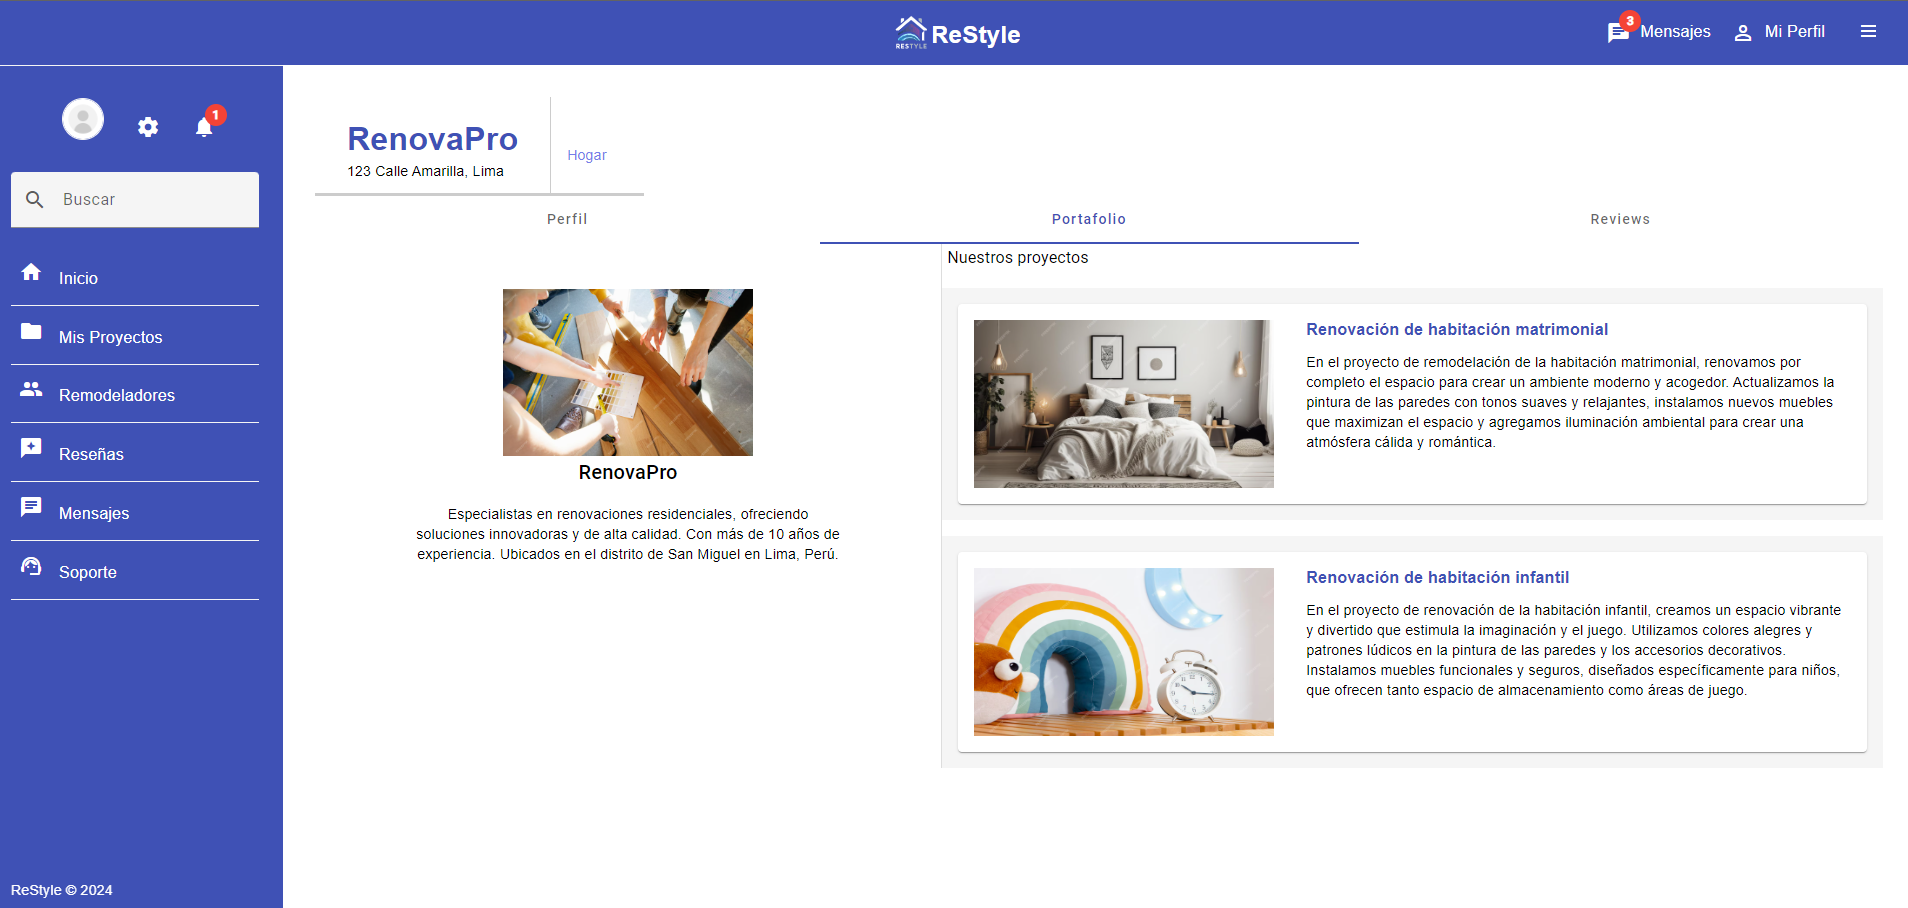 RESTYLE
ReStyle
3
Mensajes
Mi Perfil
1
Buscar
Inicio
Mis Proyectos
Remodeladores
Reseñas
Mensajes
Soporte
ReStyle © 2024
RenovaPro
123 Calle Amarilla, Lima
Hogar
Perfil
Portafolio
Reviews
RenovaPro
Especialistas en renovaciones residenciales, ofreciendo
soluciones innovadoras y de alta calidad. Con más de 10 años de
experiencia. Ubicados en el distrito de San Miguel en Lima, Perú.
Nuestros proyectos
Renovación de habitación matrimonial
En el proyecto de remodelación de la habitación matrimonial, renovamos por
completo el espacio para crear un ambiente moderno y acogedor. Actualizamos la
pintura de las paredes con tonos suaves y relajantes, instalamos nuevos muebles
que maximizan el espacio y agregamos iluminación ambiental para crear una
atmósfera cálida y romántica.
Renovación de habitación infantil
En el proyecto de renovación de la habitación infantil, creamos un espacio vibrante
y divertido que estimula la imaginación y el juego. Utilizamos colores alegres y
patrones lúdicos en la pintura de las paredes y los accesorios decorativos.
Instalamos muebles funcionales y seguros, diseñados específicamente para niños,
que ofrecen tanto espacio de almacenamiento como áreas de juego.